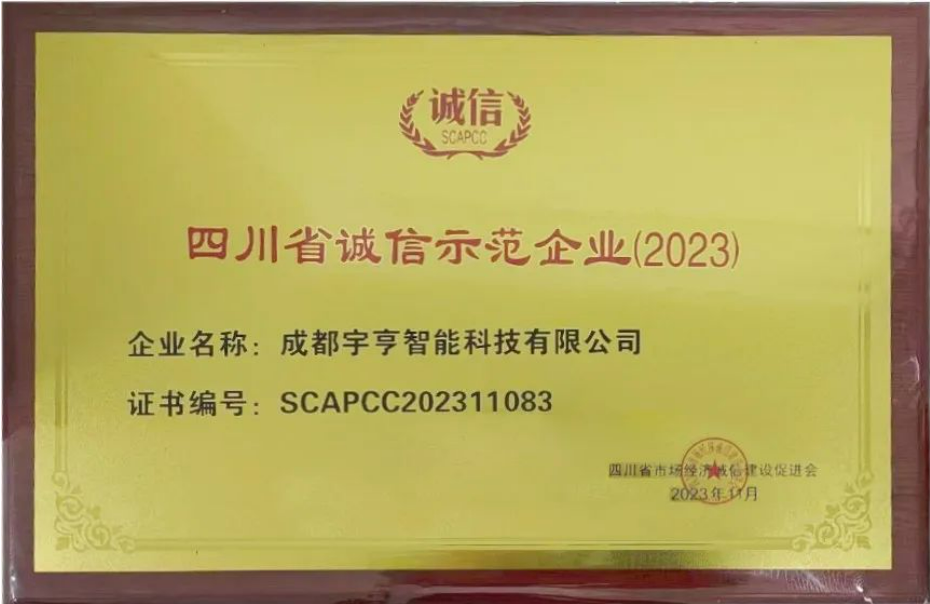 诚信
SCAPCC
四川省诚信示范企业(2023)
企业名称：成都宇亨智能科技有限公司
证书编号：SCAPCC202311083
四川省市场经济诚信建设促进会
2023年11月